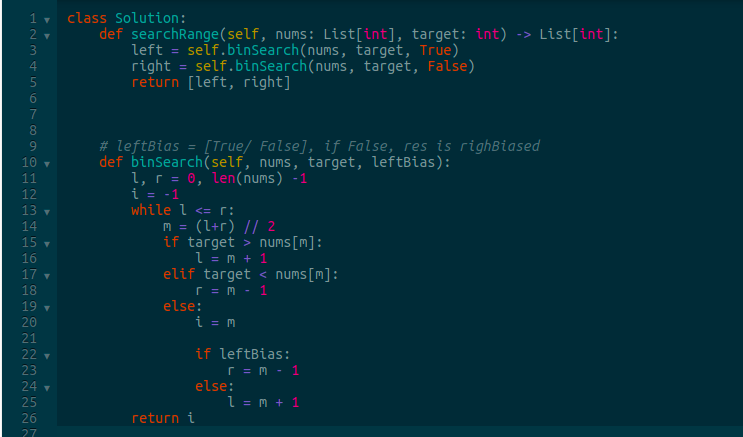 1 class Solution:
2     def searchRange(self, nums: List[int], target: int) -> List[int]:
3         left = self.binSearch(nums, target, True)
4         right = self.binSearch(nums, target, False)
5         return [left, right]
6
7
8
9     # leftBias = [True/ False], if False, res is righBiased
10     def binSearch(self, nums, target, leftBias):
11         l, r = 0, len(nums) -1
12         i = -1
13         while l <= r:
14             m = (l+r) // 2
15             if target > nums[m]:
16                 l = m + 1
17             elif target < nums[m]:
18                 r = m - 1
19             else:
20                 i = m
21
22                 if leftBias:
23                     r = m - 1
24                 else:
25                     l = m + 1
26         return i
27